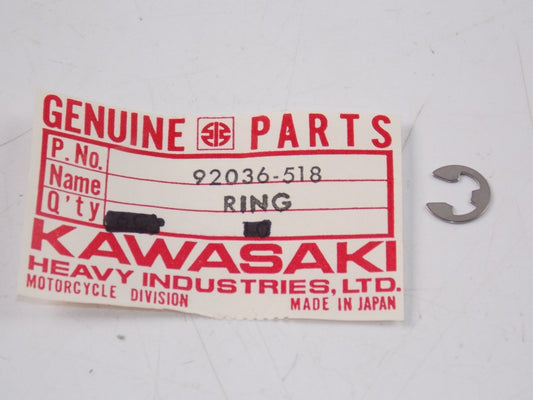 GENUINE PARTS
P. No. 92036-518
Name RING
Q'ty
KAWASAKI
HEAVY INDUSTRIES, LTD.
MOTORCYCLE DIVISION MADE IN JAPAN